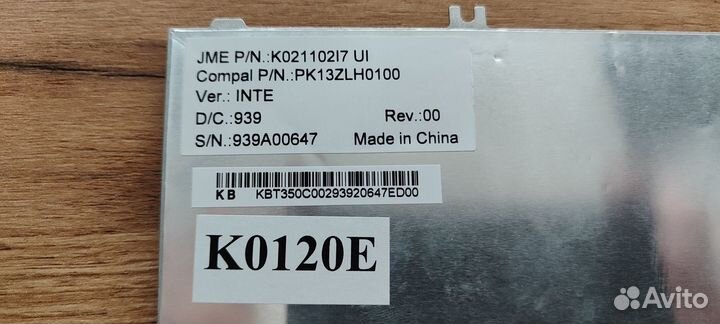 JME P/N.:K021102I7 UI
Compal P/N.:PK13ZLH0100
Ver.: INTE
D/C.:939 Rev.:00
S/N.:939A00647 Made in China
KB KBT350C00293920647ED00
K0120E
Avito